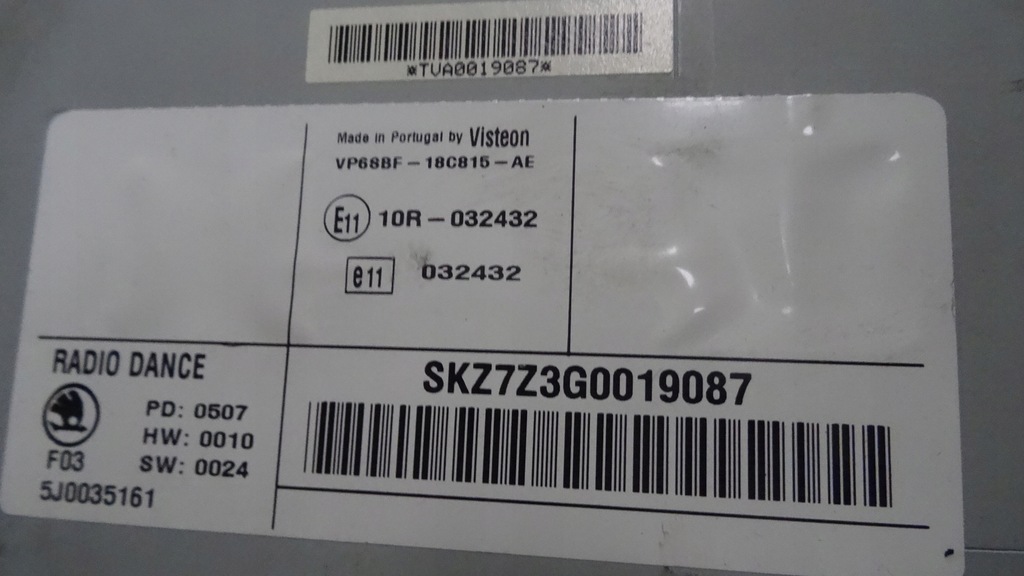 *TVA0019087*
Made in Portugal by Visteon
VP6SBF-18C815-AE
E11 10R-032432
e11 032432
RADIO DANCE
PD: 0507
HW: 0010
F03 SW: 0024
5J0035161
SKZ7Z3G0019087